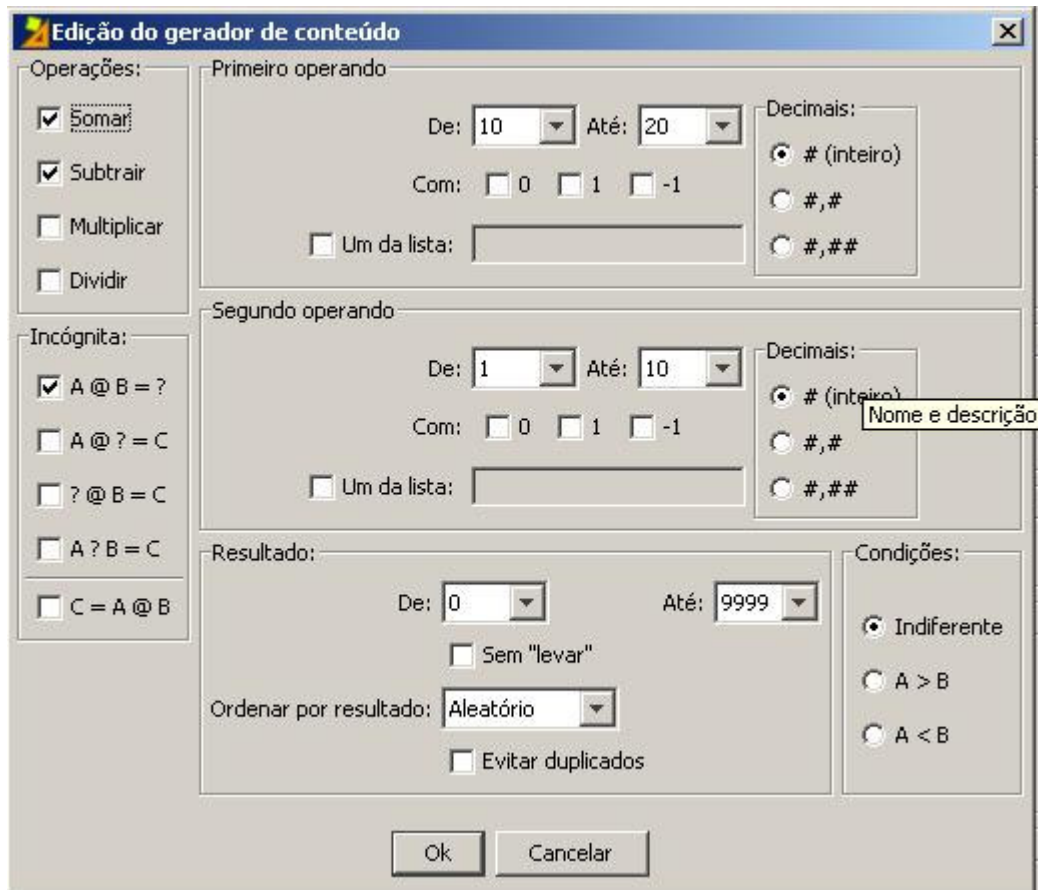 Edição do gerador de conteúdo
Operações:
Somar
Subtrair
Multiplicar
Dividir
Incógnita:
A @ B = ?
A @ ? = C
? @ B = C
A ? B = C
C = A @ B
Primeiro operando
De: 10 Até: 20
Com: 0 1 -1
Um da lista:
Decimais:
# (inteiro)
#,#
#,##
Segundo operando
De: 1 Até: 10
Com: 0 1 -1
Um da lista:
Decimais:
# (inteiro)
Nome e descrição
#,#
#,##
Resultado:
De: 0 Até: 9999
Sem "levar"
Ordenar por resultado: Aleatório
Evitar duplicados
Condições:
Indiferente
A > B
A < B
Ok Cancelar